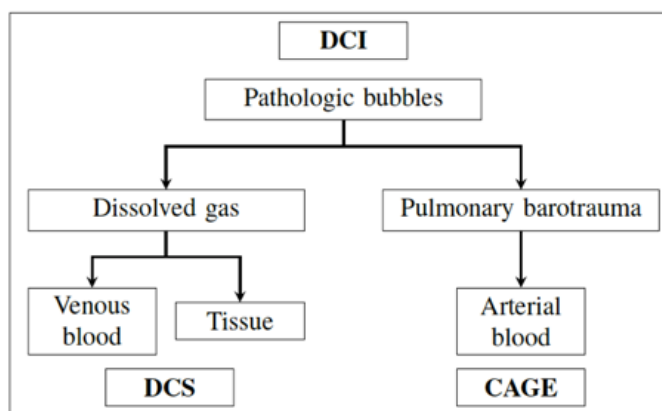 DCI
Pathologic bubbles
Dissolved gas
Pulmonary barotrauma
Venous
blood
Tissue
Arterial
blood
DCS
CAGE